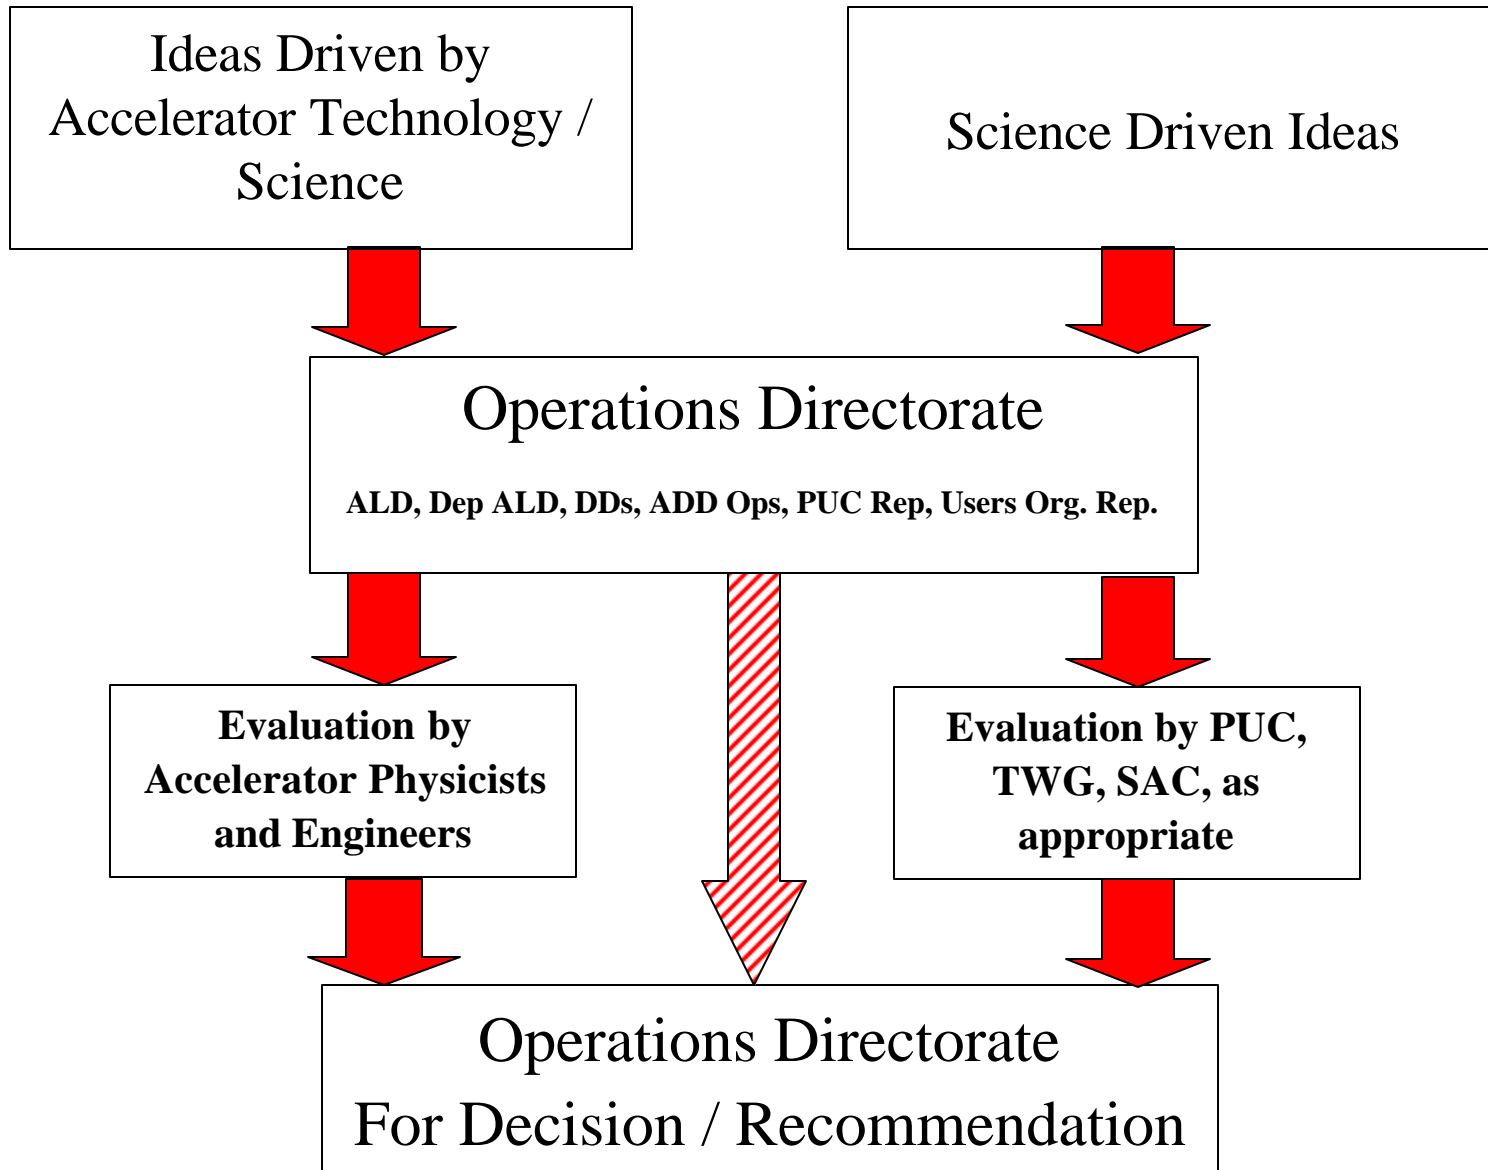 Ideas Driven by
Accelerator Technology /
Science
Science Driven Ideas
Operations Directorate
ALD, Dep ALD, DDs, ADD Ops, PUC Rep, Users Org. Rep.
Evaluation by
Accelerator Physicists
and Engineers
Evaluation by PUC,
TWG, SAC, as
appropriate
Operations Directorate
For Decision / Recommendation